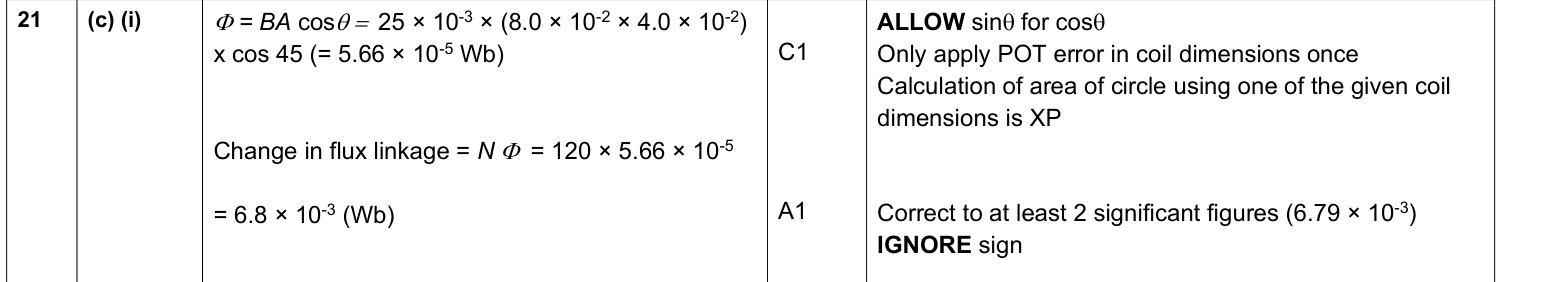 21 (c) (i) Φ = BA cosθ = 25 × 10⁻³ × (8.0 × 10⁻² × 4.0 × 10⁻²) ALLOW sinθ for cosθ
x cos 45 (= 5.66 × 10⁻⁵ Wb) C1 Only apply POT error in coil dimensions once
Calculation of area of circle using one of the given coil
dimensions is XP
Change in flux linkage = N Φ = 120 × 5.66 × 10⁻⁵
= 6.8 × 10⁻³ (Wb) A1 Correct to at least 2 significant figures (6.79 × 10⁻³)
IGNORE sign